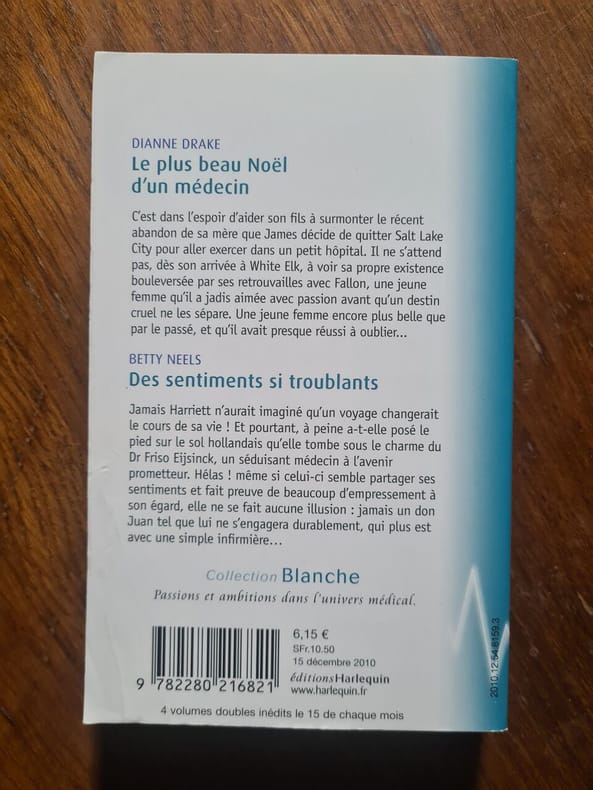 DIANNE DRAKE
Le plus beau Noël
d'un médecin
C'est dans l'espoir d'aider son fils à surmonter le récent
abandon de sa mère que James décide de quitter Salt Lake
City pour aller exercer dans un petit hôpital. Il ne s'attend
pas, dès son arrivée à White Elk, à voir sa propre existence
bouleversée par ses retrouvailles avec Fallon, une jeune
femme qu'il a jadis aimée avec passion avant qu'un destin
cruel ne les sépare. Une jeune femme encore plus belle que
par le passé, et qu'il avait presque réussi à oublier...
BETTY NEELS
Des sentiments si troublants
Jamais Harriett n'aurait imaginé qu'un voyage changerait
le cours de sa vie ! Et pourtant, à peine a-t-elle posé le
pied sur le sol hollandais qu'elle tombe sous le charme du
Dr Friso Eijsinck, un séduisant médecin à l'avenir
prometteur. Hélas ! même si celui-ci semble partager ses
sentiments et fait preuve de beaucoup d'empressement à
son égard, elle ne se fait aucune illusion : jamais un don
Juan tel que lui ne s'engagera durablement, qui plus est
avec une simple infirmière...
Collection Blanche
Passions et ambitions dans l'univers médical.
6,15 €
SFr.10.50
15 décembre 2010
éditionsHarlequin
www.harlequin.fr
9 782280 216821
4 volumes doubles inédits le 15 de chaque mois
2010.12.54.8159.3